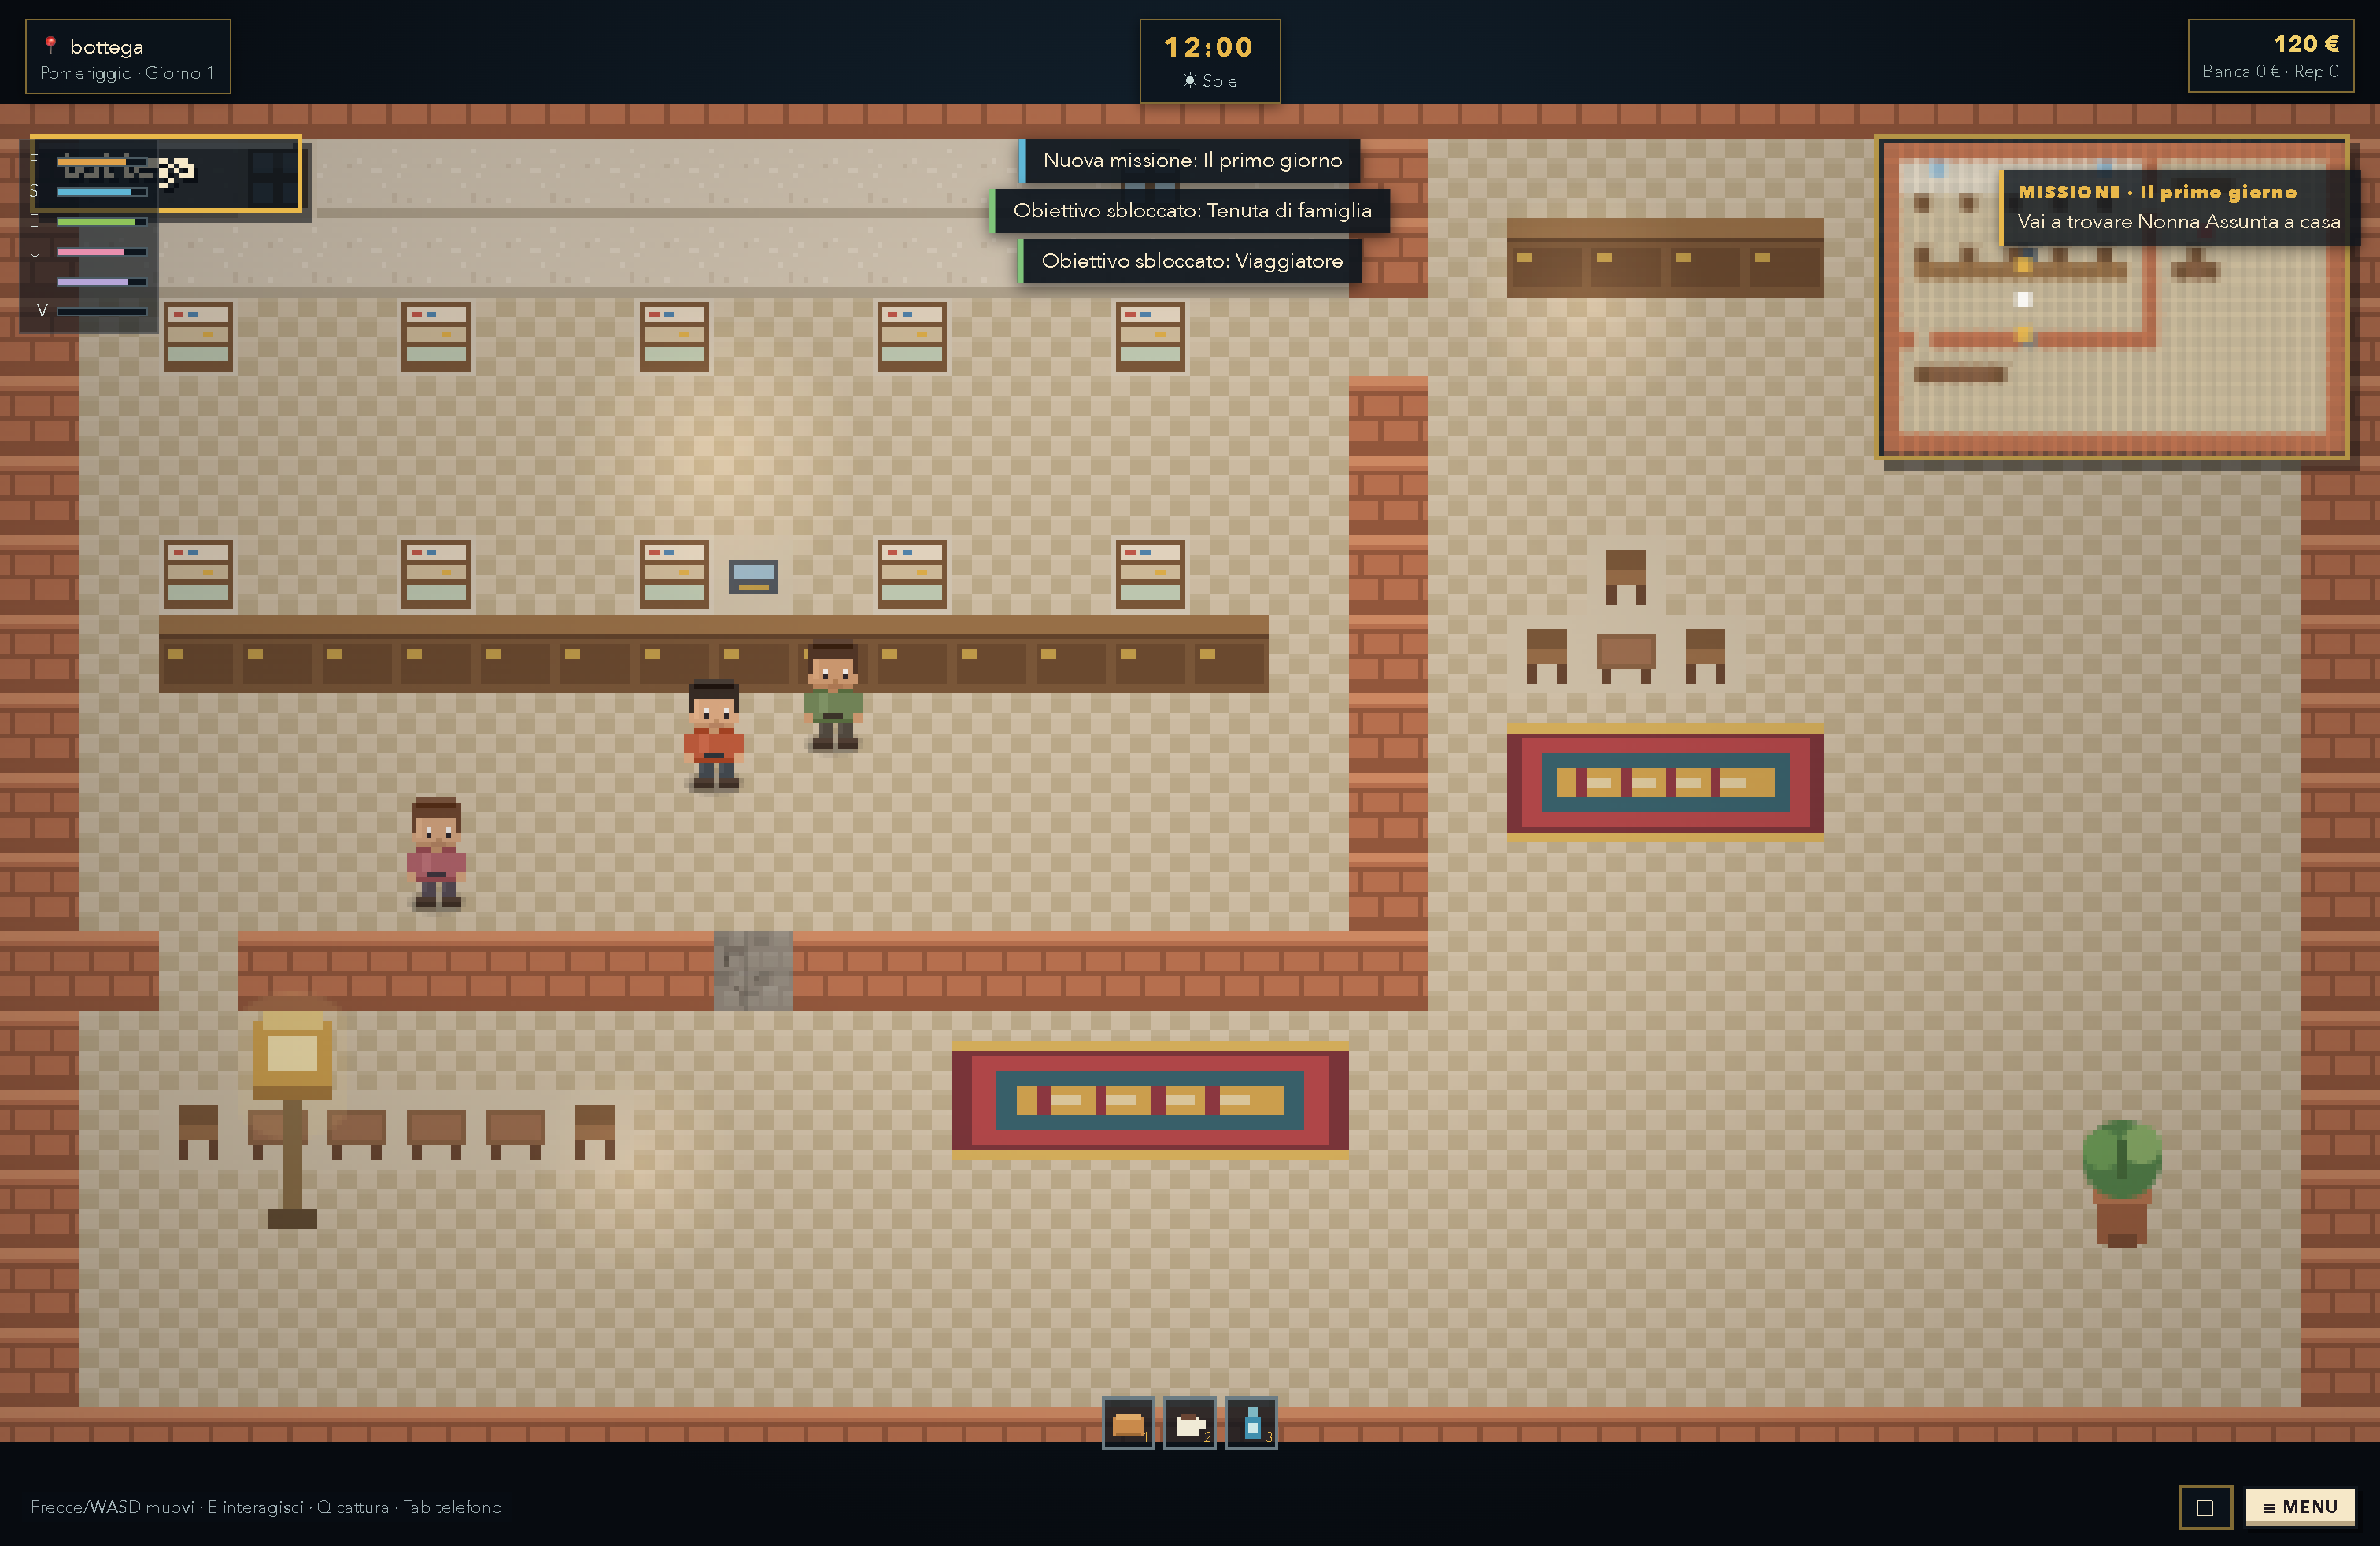 bottega
Pomeriggio · Giorno 1
12:00
Sole
120 €
Banca 0 € · Rep 0
F
S
E
U
I
LV
Nuova missione: Il primo giorno
Obiettivo sbloccato: Tenuta di famiglia
Obiettivo sbloccato: Viaggiatore
MISSIONE · Il primo giorno
Vai a trovare Nonna Assunta a casa
1
2
3
Frecce/WASD muovi · E interagisci · Q cattura · Tab telefono
≡ MENU